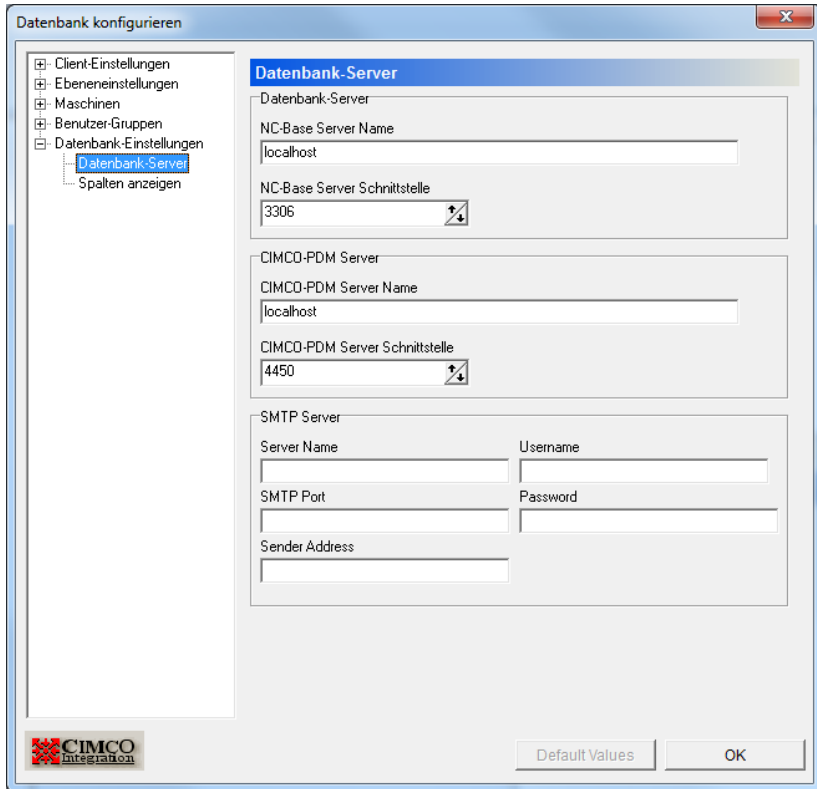 Datenbank konfigurieren
Client-Einstellungen
Ebeneneinstellungen
Maschinen
Benutzer-Gruppen
Datenbank-Einstellungen
Datenbank-Server
Spalten anzeigen
Datenbank-Server
Datenbank-Server
NC-Base Server Name
localhost
NC-Base Server Schnittstelle
3306
CIMCO-PDM Server
CIMCO-PDM Server Name
localhost
CIMCO-PDM Server Schnittstelle
4450
SMTP Server
Server Name
Username
SMTP Port
Password
Sender Address
CIMCO
Integration
Default Values
OK